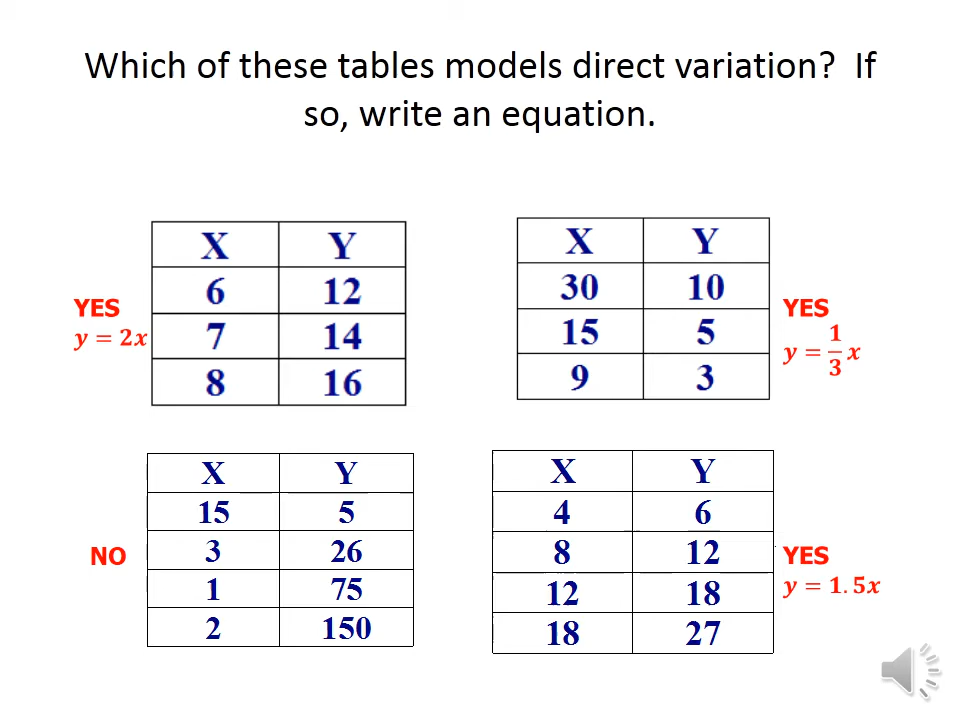 Which of these tables models direct variation?  If
so, write an equation.
X Y
6 12
7 14
8 16
YES
y = 2x
X Y
30 10
15 5
9 3
YES
y = 1/3 x
X Y
15 5
3 26
1 75
2 150
NO
X Y
4 6
8 12
12 18
18 27
YES
y = 1.5x